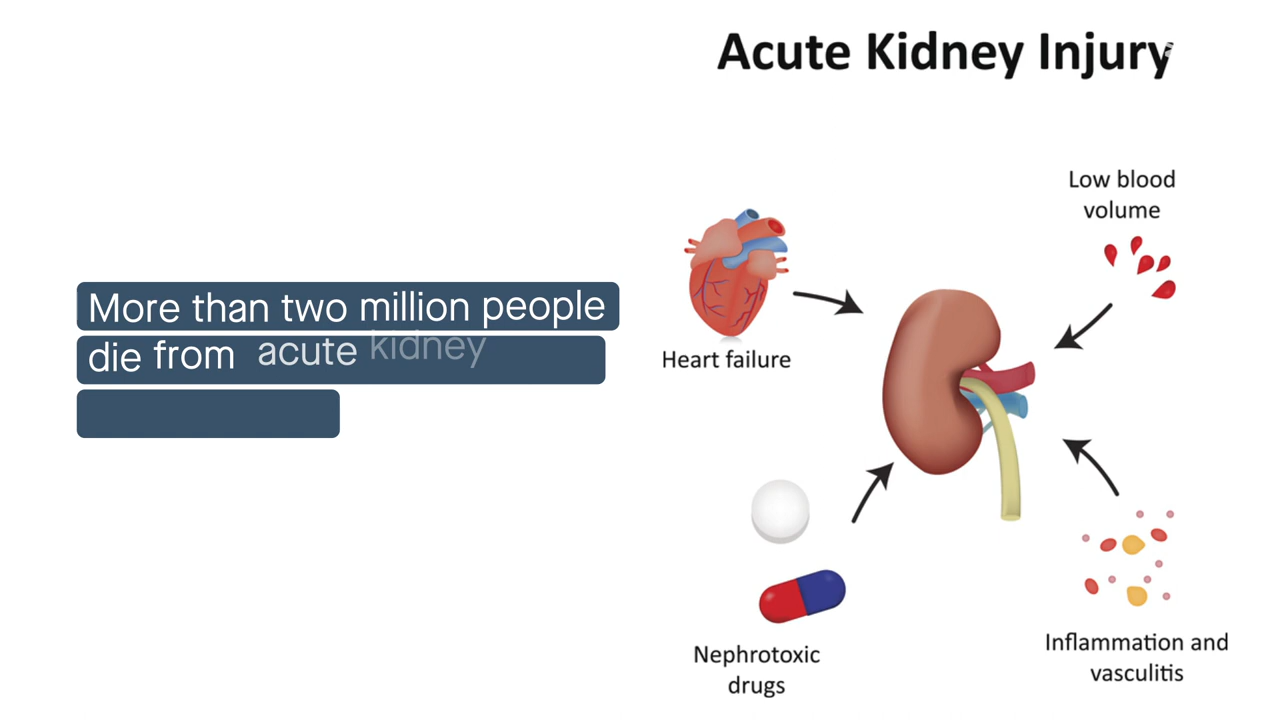 Acute Kidney Injury
More than two million people
die from acute kidney
Low blood
volume
Heart failure
Nephrotoxic
drugs
Inflammation and
vasculitis